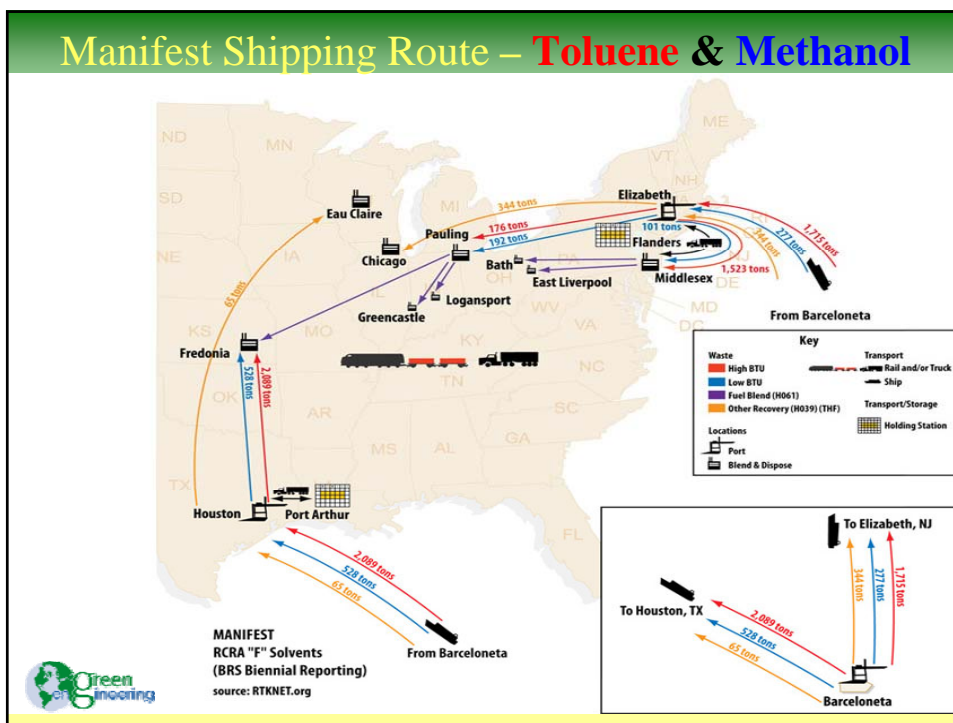 Manifest Shipping Route – Toluene & Methanol
ND
MN
SD
NE
IA
KS
MO
OK
AR
TX
MS
AL
GA
FL
SC
NC
TN
KY
VA
WV
OH
MI
IL
PA
NJ
DE
MD
DC
RI
NH
VT
ME
Eau Claire
Chicago
Pauling
Elizabeth
Flanders
Middlesex
Bath
East Liverpool
Logansport
Greencastle
Fredonia
Houston
Port Arthur
344 tons
176 tons
192 tons
101 tons
1,523 tons
344 tons
277 tons
1,715 tons
From Barceloneta
65 tons
528 tons
2,089 tons
2,089 tons
528 tons
65 tons
From Barceloneta
Key
Waste
High BTU
Low BTU
Fuel Blend (H061)
Other Recovery (H039) (THF)
Locations
Port
Blend & Dispose
Transport
Rail and/or Truck
Ship
Transport/Storage
Holding Station
To Elizabeth, NJ
344 tons
277 tons
1,715 tons
To Houston, TX
2,089 tons
528 tons
65 tons
Barceloneta
MANIFEST
RCRA "F" Solvents
(BRS Biennial Reporting)
source: RTKNET.org
Green
engineering